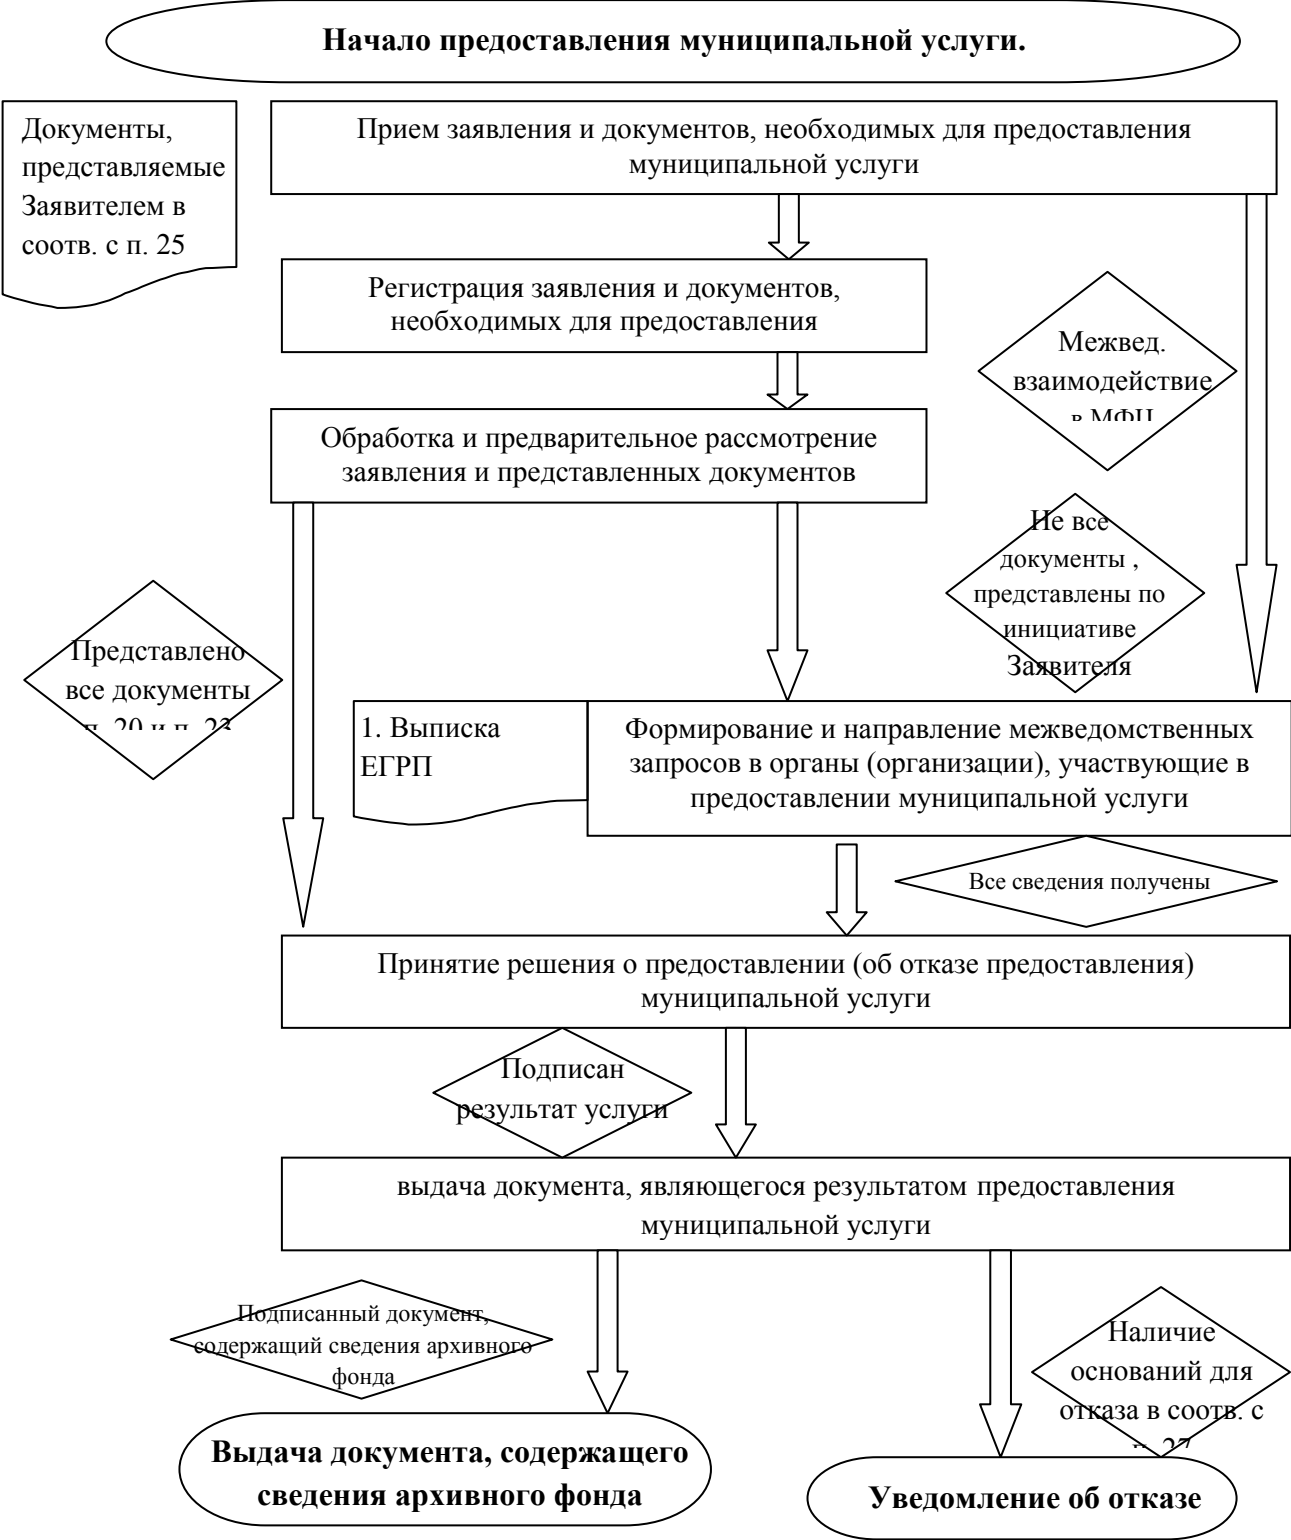 Начало предоставления муниципальной услуги.
Документы,
представляемые
Заявителем в
соотв. с п. 25
Прием заявления и документов, необходимых для предоставления
муниципальной услуги
Регистрация заявления и документов,
необходимых для предоставления
Межвед.
взаимодействие
в МФЦ
Обработка и предварительное рассмотрение
заявления и представленных документов
Не все
документы ,
представлены по
инициативе
Заявителя
Представлено
все документы
п. 20 и п. 23
1. Выписка
ЕГРП
Формирование и направление межведомственных
запросов в органы (организации), участвующие в
предоставлении муниципальной услуги
Все сведения получены
Принятие решения о предоставлении (об отказе предоставления)
муниципальной услуги
Подписан
результат услуги
выдача документа, являющегося результатом предоставления
муниципальной услуги
Подписанный документ,
содержащий сведения архивного
фонда
Наличие
оснований для
отказа в соотв. с
п. 27
Выдача документа, содержащего
сведения архивного фонда
Уведомление об отказе